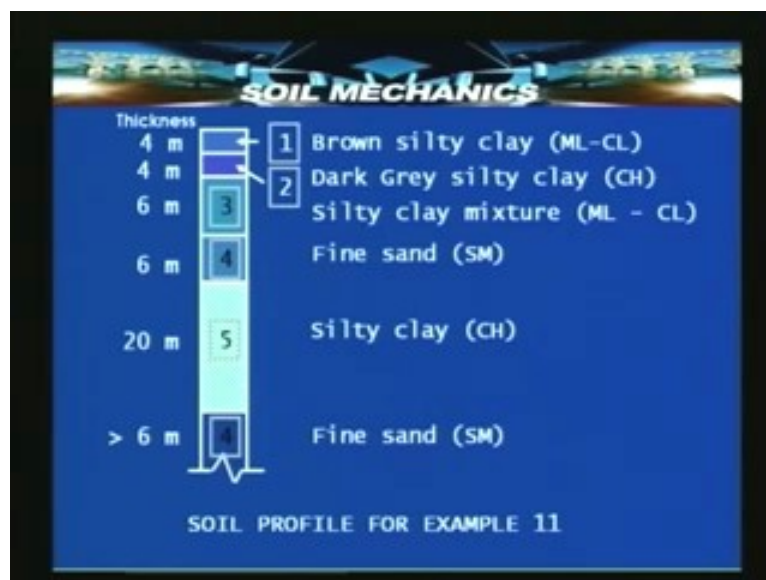 SOIL MECHANICS
Thickness
4 m 1 Brown silty clay (ML-CL)
4 m 2 Dark Grey silty clay (CH)
6 m 3 Silty clay mixture (ML - CL)
6 m 4 Fine sand (SM)
20 m 5 Silty clay (CH)
> 6 m 4 Fine sand (SM)
SOIL PROFILE FOR EXAMPLE 11